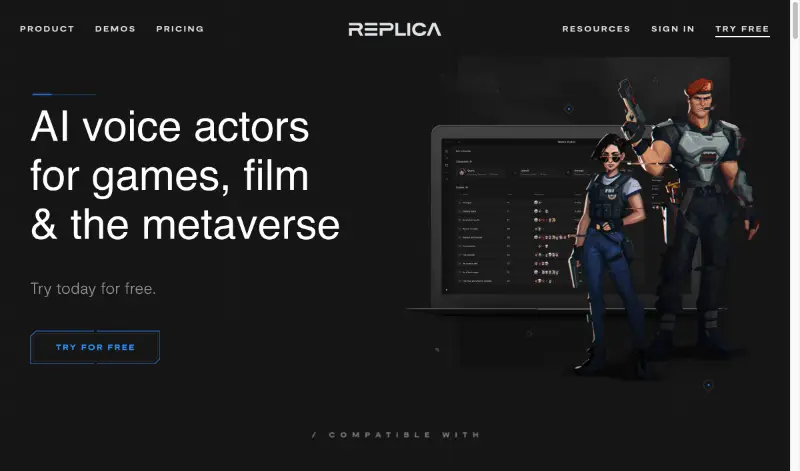 PRODUCT DEMOS PRICING REPLICA RESOURCES SIGN IN TRY FREE
AI voice actors
for games, film
& the metaverse
Try today for free.
TRY FOR FREE
/ COMPATIBLE WITH